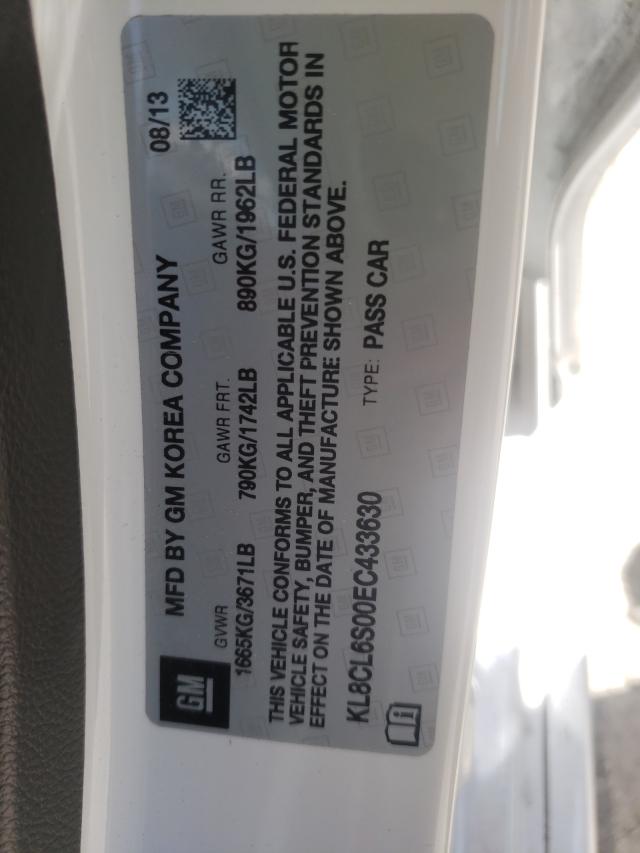 GM
MFD BY GM KOREA COMPANY 08/13
GVWR GAWR FRT. GAWR RR.
1665KG/3671LB 790KG/1742LB 890KG/1962LB
THIS VEHICLE CONFORMS TO ALL APPLICABLE U.S. FEDERAL MOTOR
VEHICLE SAFETY, BUMPER, AND THEFT PREVENTION STANDARDS IN
EFFECT ON THE DATE OF MANUFACTURE SHOWN ABOVE.
KL8CL6S00EC433630 TYPE: PASS CAR